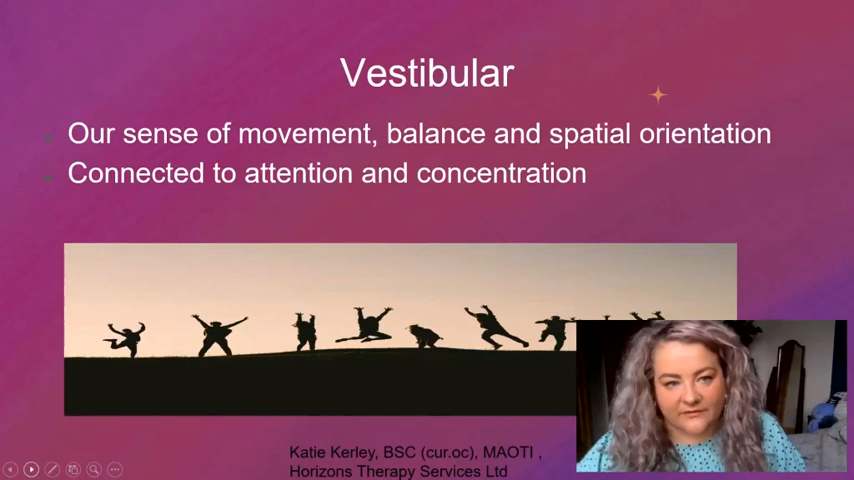 Vestibular
Our sense of movement, balance and spatial orientation
Connected to attention and concentration
Katie Kerley, BSC (cur.oc), MAOTI ,
Horizons Therapy Services Ltd